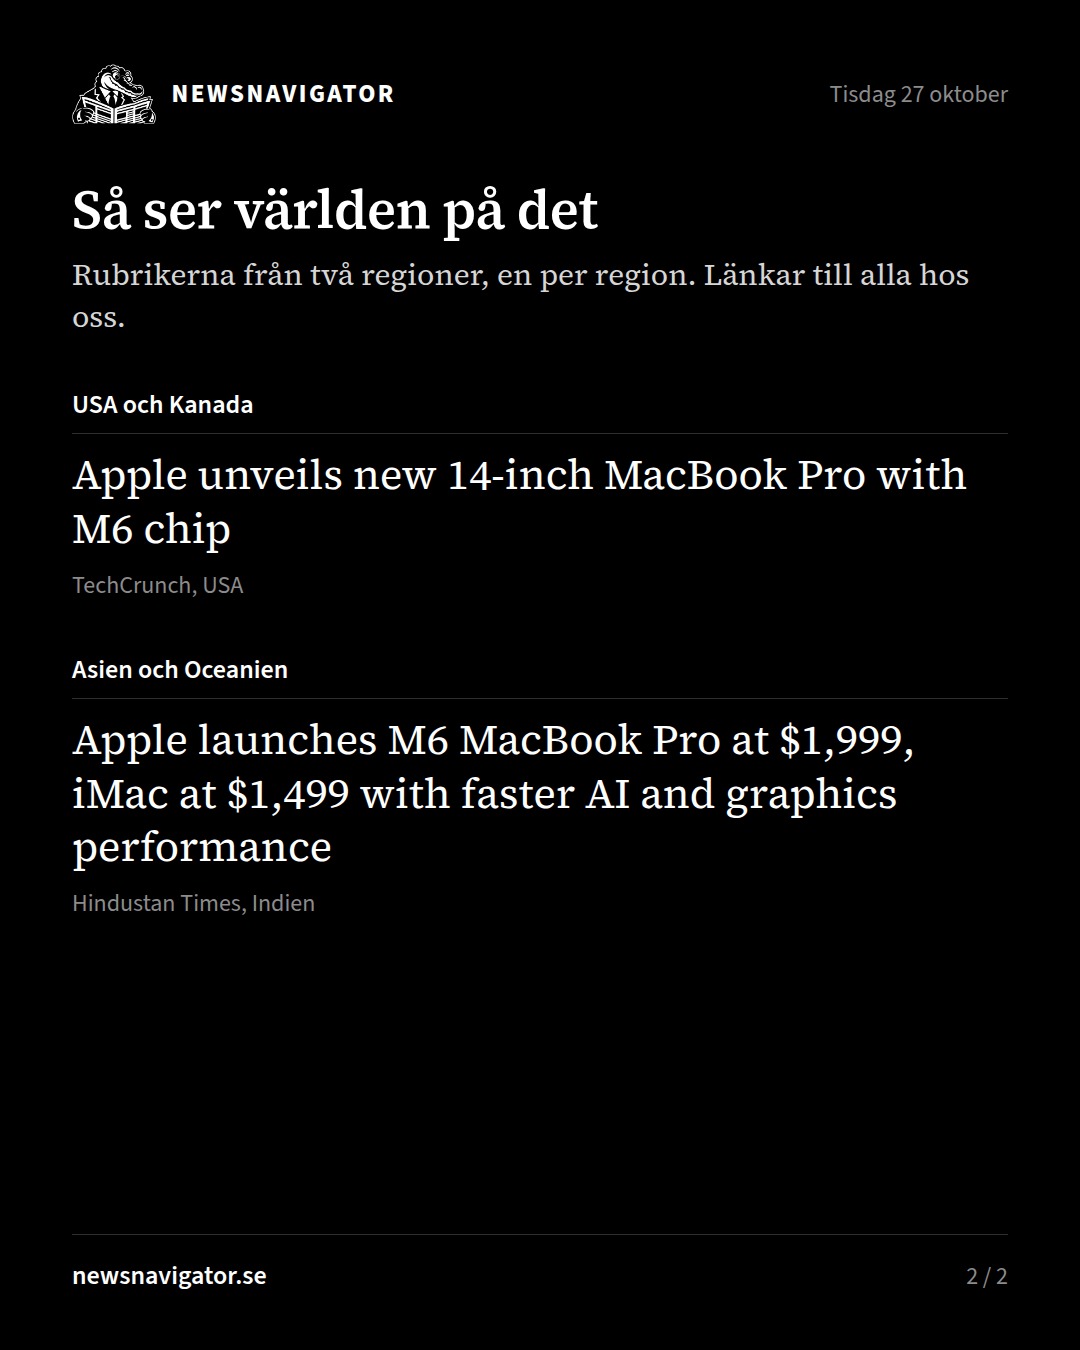 NEWSNAVIGATOR
Tisdag 27 oktober
Så ser världen på det
Rubrikerna från två regioner, en per region. Länkar till alla hos
oss.
USA och Kanada
Apple unveils new 14-inch MacBook Pro with
M6 chip
TechCrunch, USA
Asien och Oceanien
Apple launches M6 MacBook Pro at $1,999,
iMac at $1,499 with faster AI and graphics
performance
Hindustan Times, Indien
newsnavigator.se
2 / 2